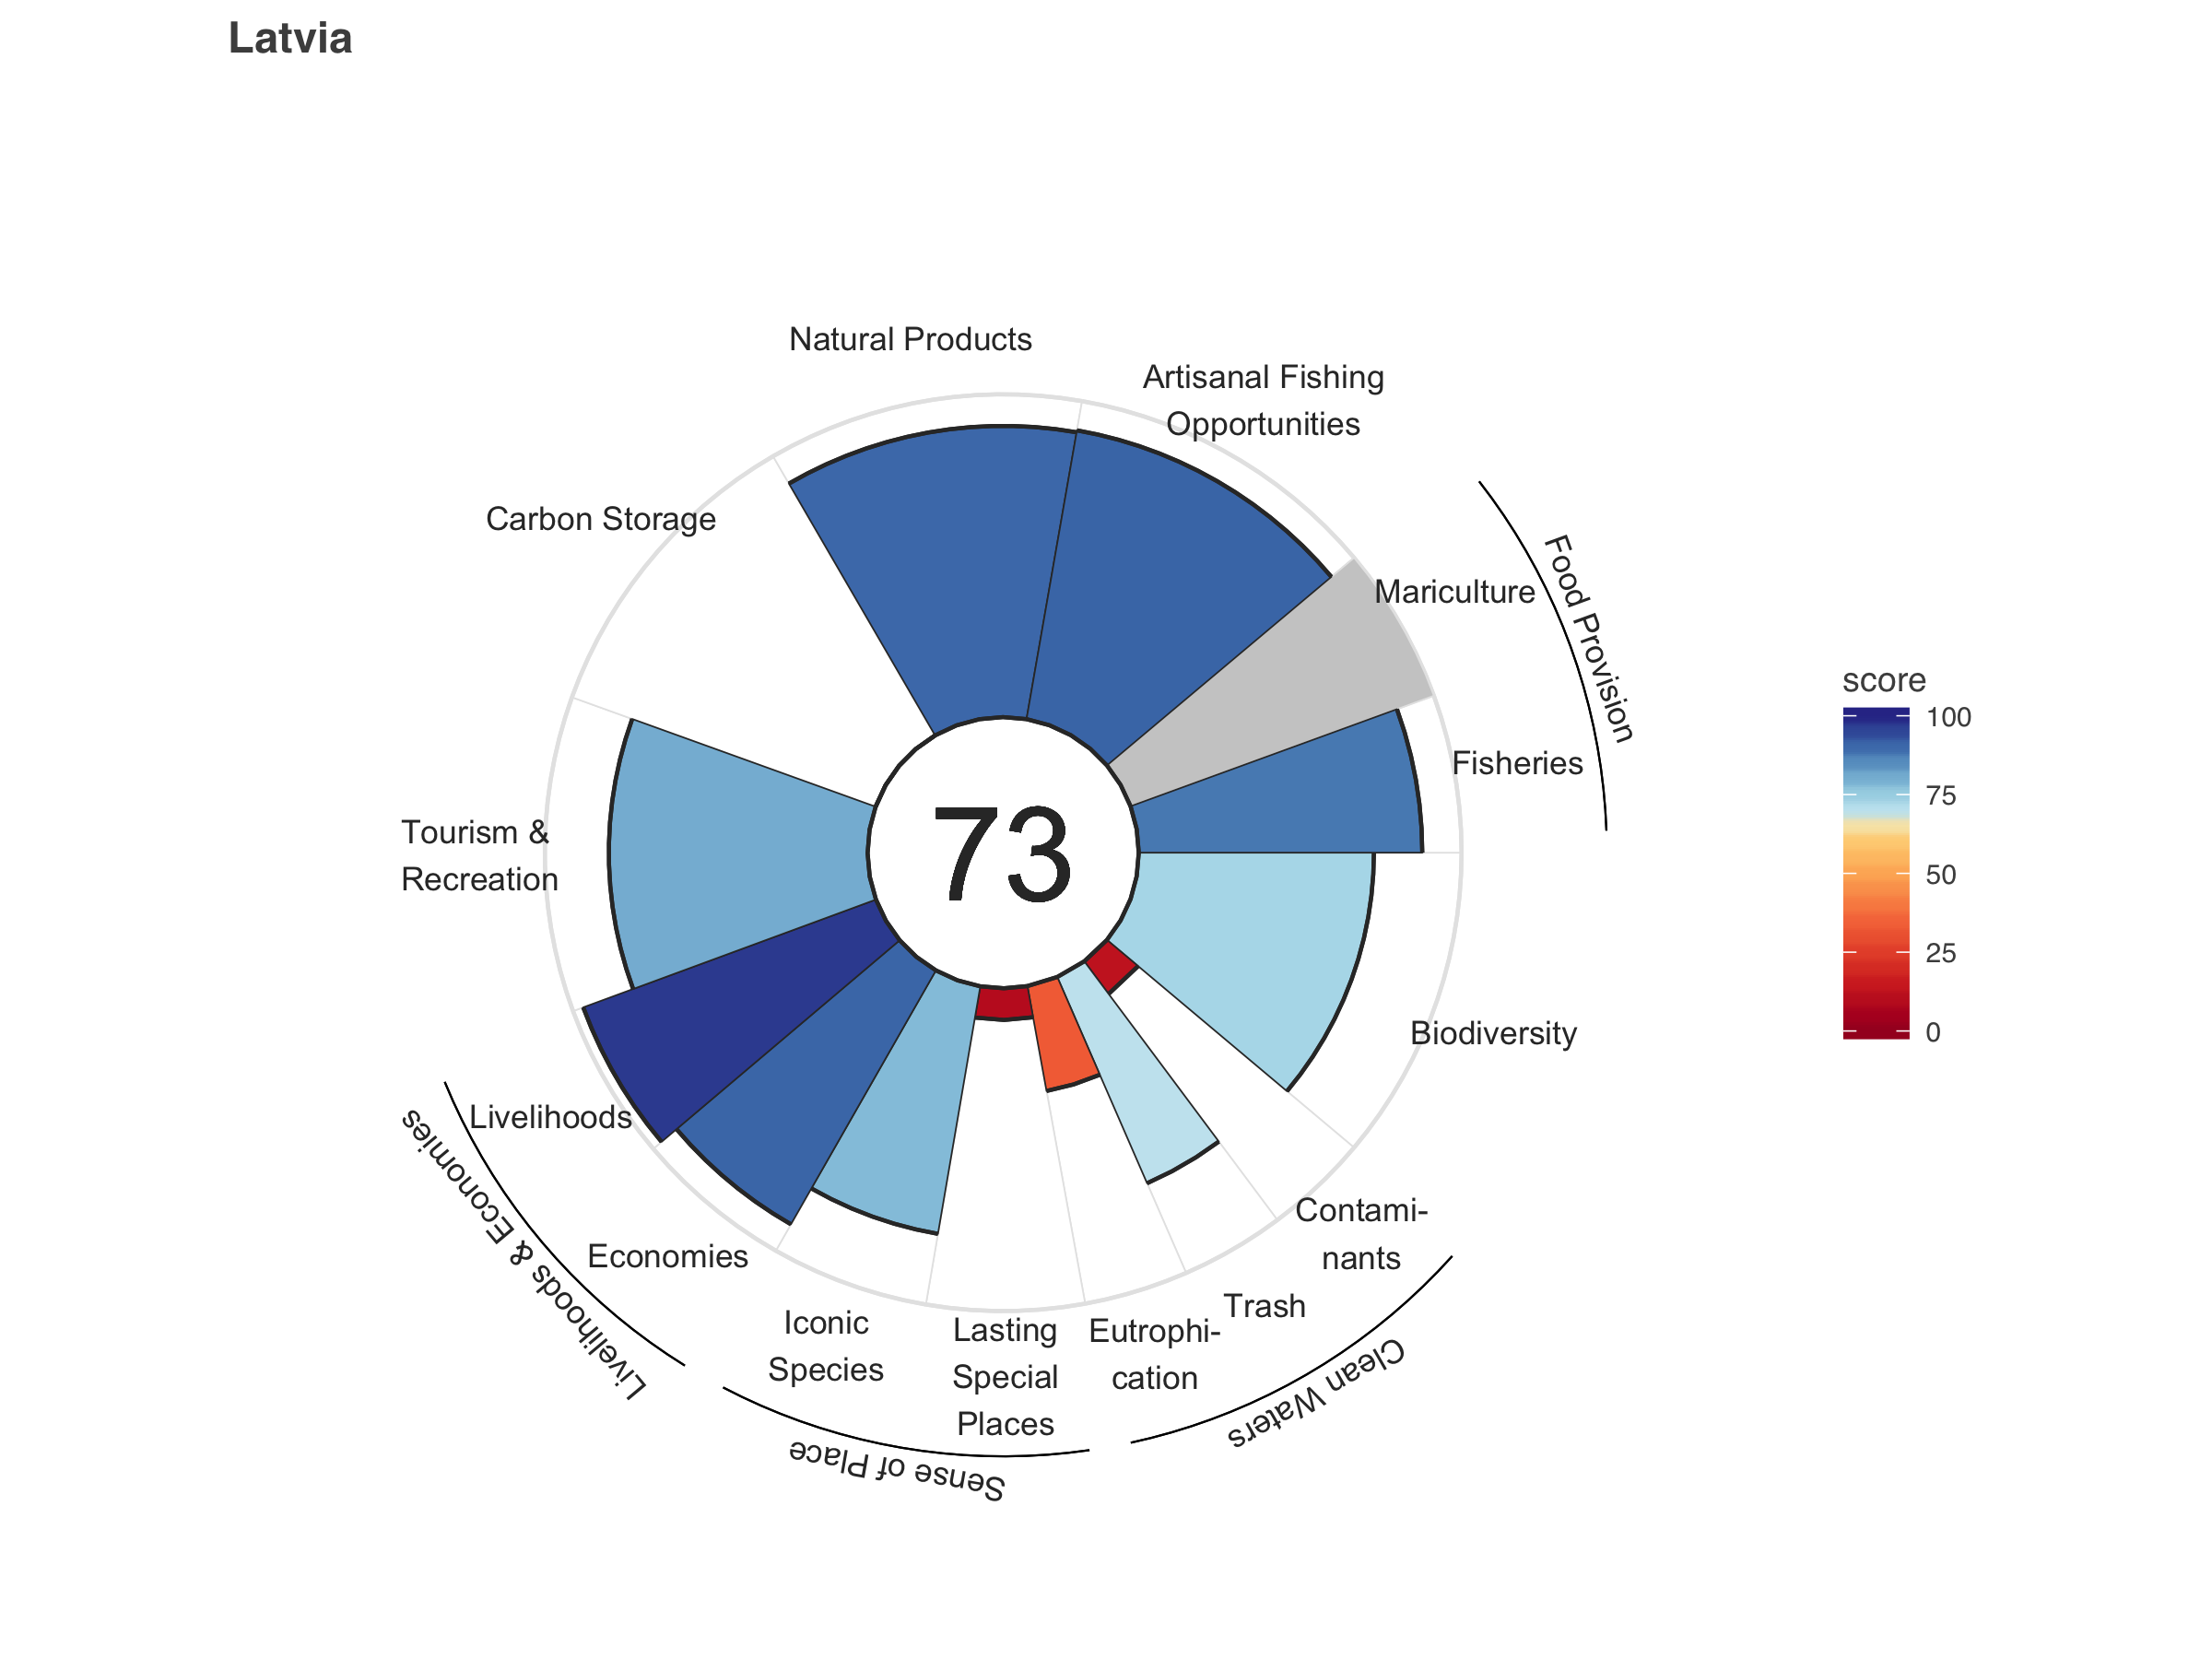 Latvia
Natural Products
Artisanal Fishing
Opportunities
Carbon Storage
Mariculture
Food Provision
Fisheries
score
100
75
50
25
0
Tourism &
Recreation
73
Biodiversity
Livelihoods
Livelihoods & Economies
Economies
Contami-
nants
Trash
Clean Waters
Iconic
Species
Lasting
Special
Places
Eutrophi-
cation
Sense of Place